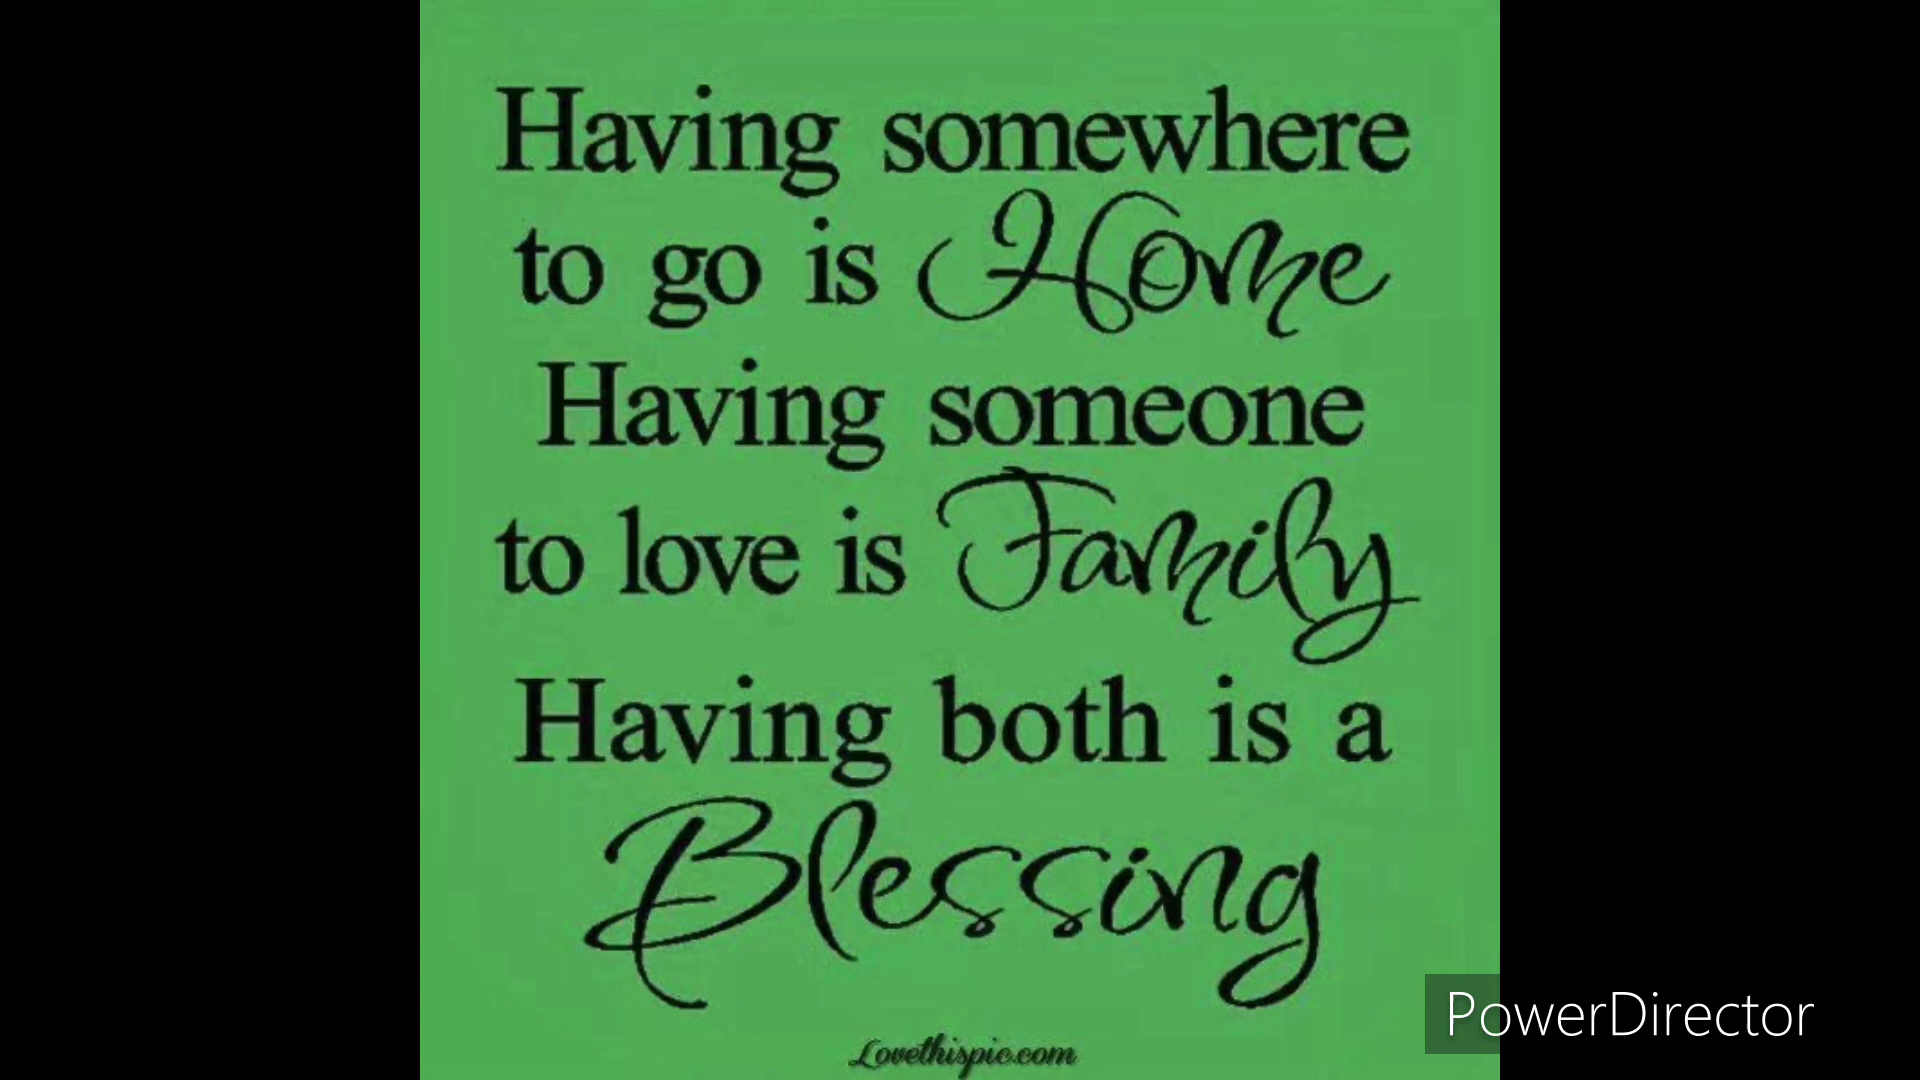 Having somewhere
to go is Home
Having someone
to love is Family
Having both is a
Blessing
PowerDirector
Lovethispic.com